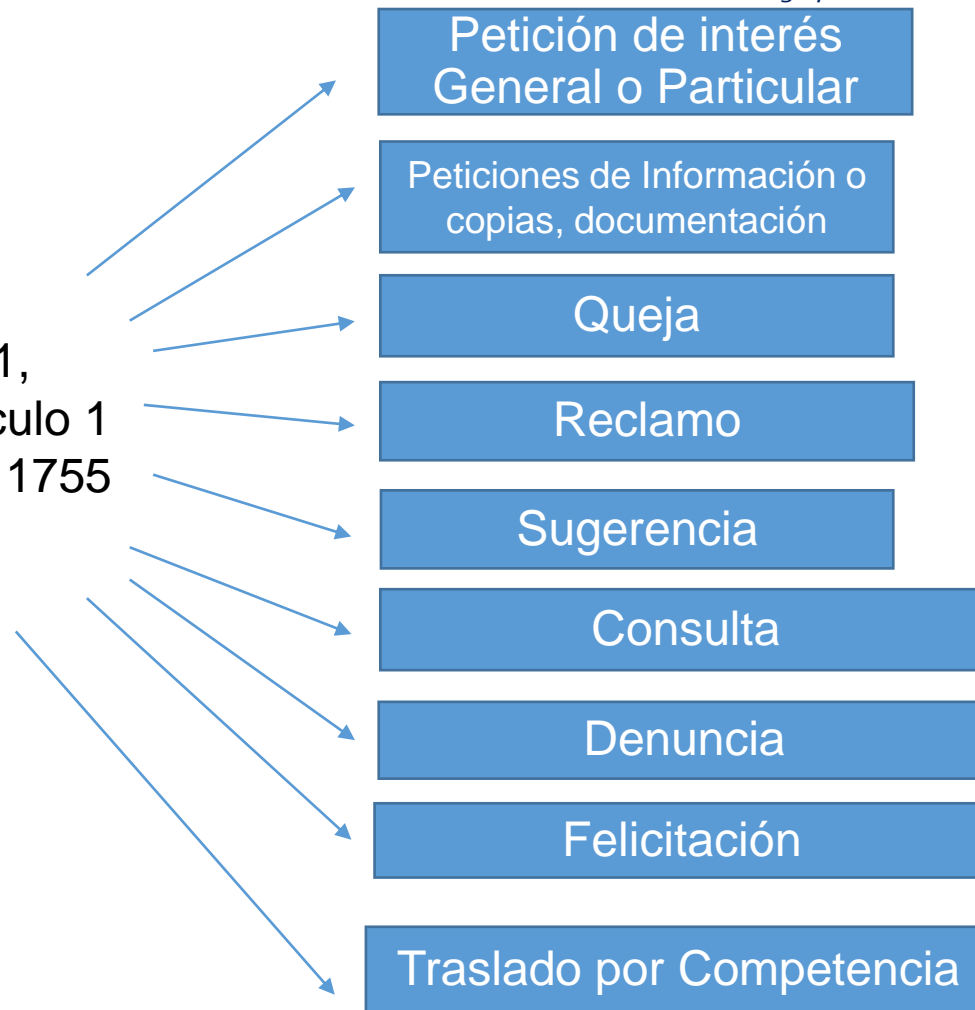 Petición de interés
General o Particular
Peticiones de Información o
copias, documentación
Queja
1,
culo 1
1755
Reclamo
Sugerencia
Consulta
Denuncia
Felicitación
Traslado por Competencia